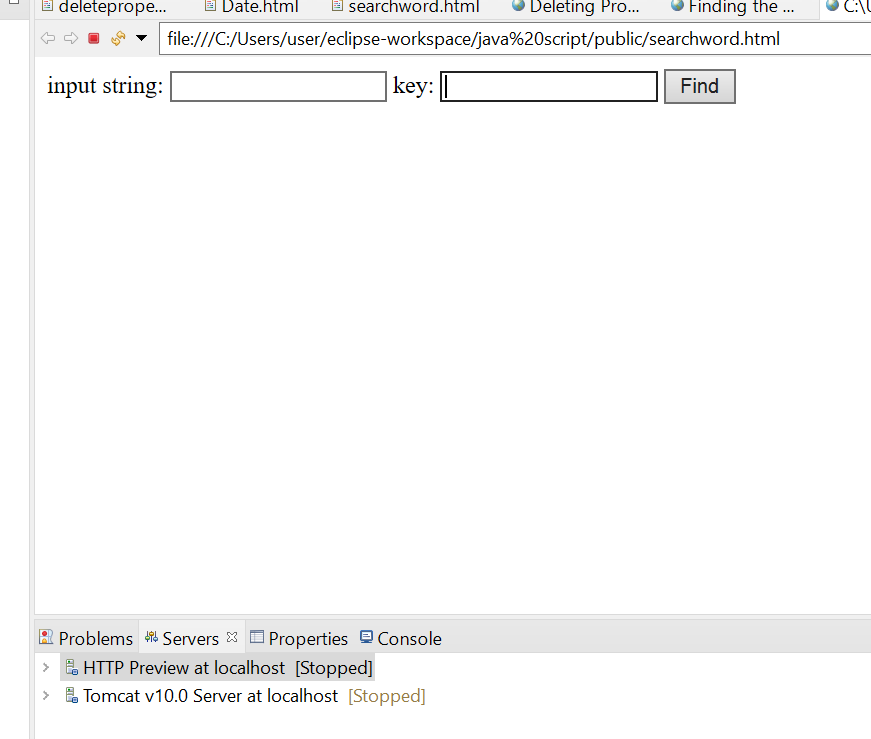 deleteprope... Date.html searchword.html Deleting Pro... Finding the ... C:\U
file:///C:/Users/user/eclipse-workspace/java%20script/public/searchword.html
input string: key: Find
Problems Servers Properties Console
HTTP Preview at localhost [Stopped]
Tomcat v10.0 Server at localhost [Stopped]